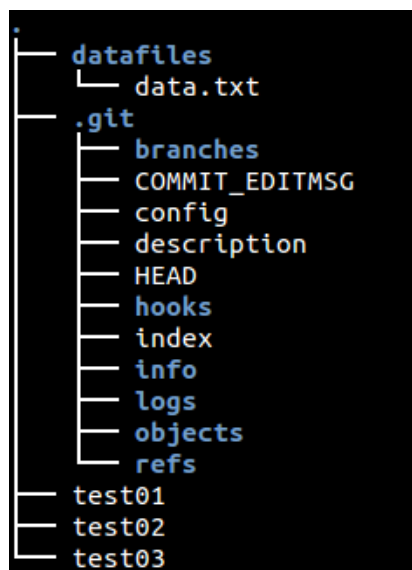 .
├── datafiles
│   └── data.txt
├── .git
│   ├── branches
│   ├── COMMIT_EDITMSG
│   ├── config
│   ├── description
│   ├── HEAD
│   ├── hooks
│   ├── index
│   ├── info
│   ├── logs
│   ├── objects
│   └── refs
├── test01
├── test02
└── test03